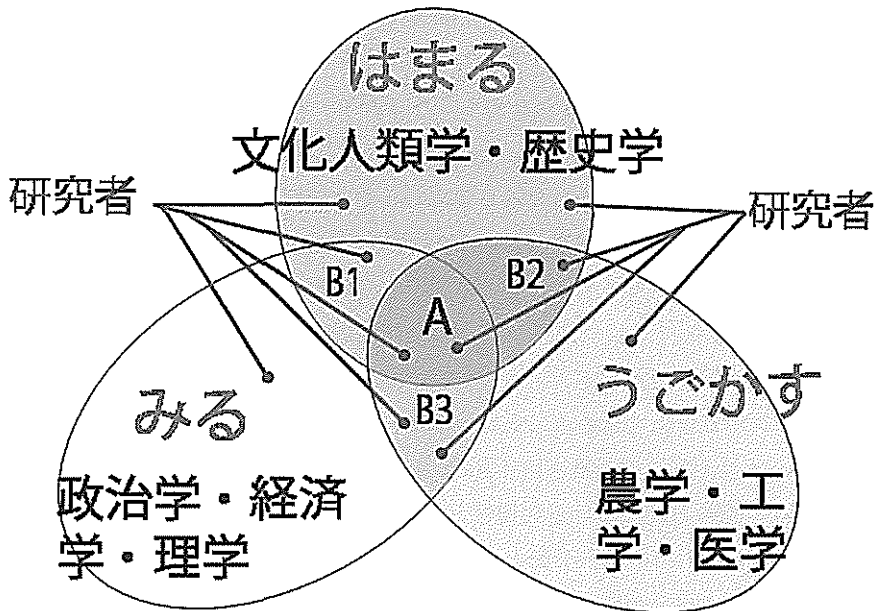 はまる
文化人類学・歴史学
研究者
研究者
B1
B2
A
B3
みる
うごかす
政治学・経済
学・理学
農学・工
学・医学